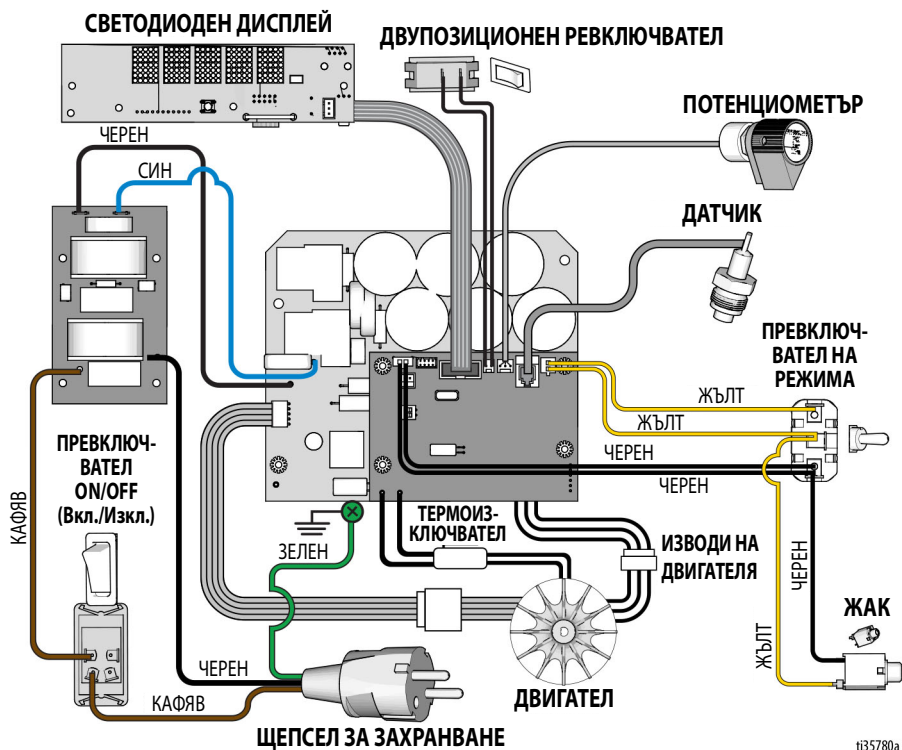 СВЕТОДИОДЕН ДИСПЛЕЙ
ДВУПОЗИЦИОНЕН РЕВКЛЮЧВАТЕЛ
ПОТЕНЦИОМЕТЪР
ЧЕРЕН
СИН
ДАТЧИК
ПРЕВКЛЮЧ-
ВАТЕЛ НА
РЕЖИМА
ЖЪЛТ
ЖЪЛТ
ЧЕРЕН
ЧЕРЕН
ПРЕВКЛЮЧ-
ВАТЕЛ
ON/OFF
(Вкл./Изкл.)
КАФЯВ
ЗЕЛЕН
ТЕРМОИЗ-
КЛЮЧВАТЕЛ
ИЗВОДИ НА
ДВИГАТЕЛЯ
ЧЕРЕН
ЖАК
ЖЪЛТ
ЧЕРЕН
КАФЯВ
ДВИГАТЕЛ
ЩЕПСЕЛ ЗА ЗАХРАНВАНЕ
ti35780a